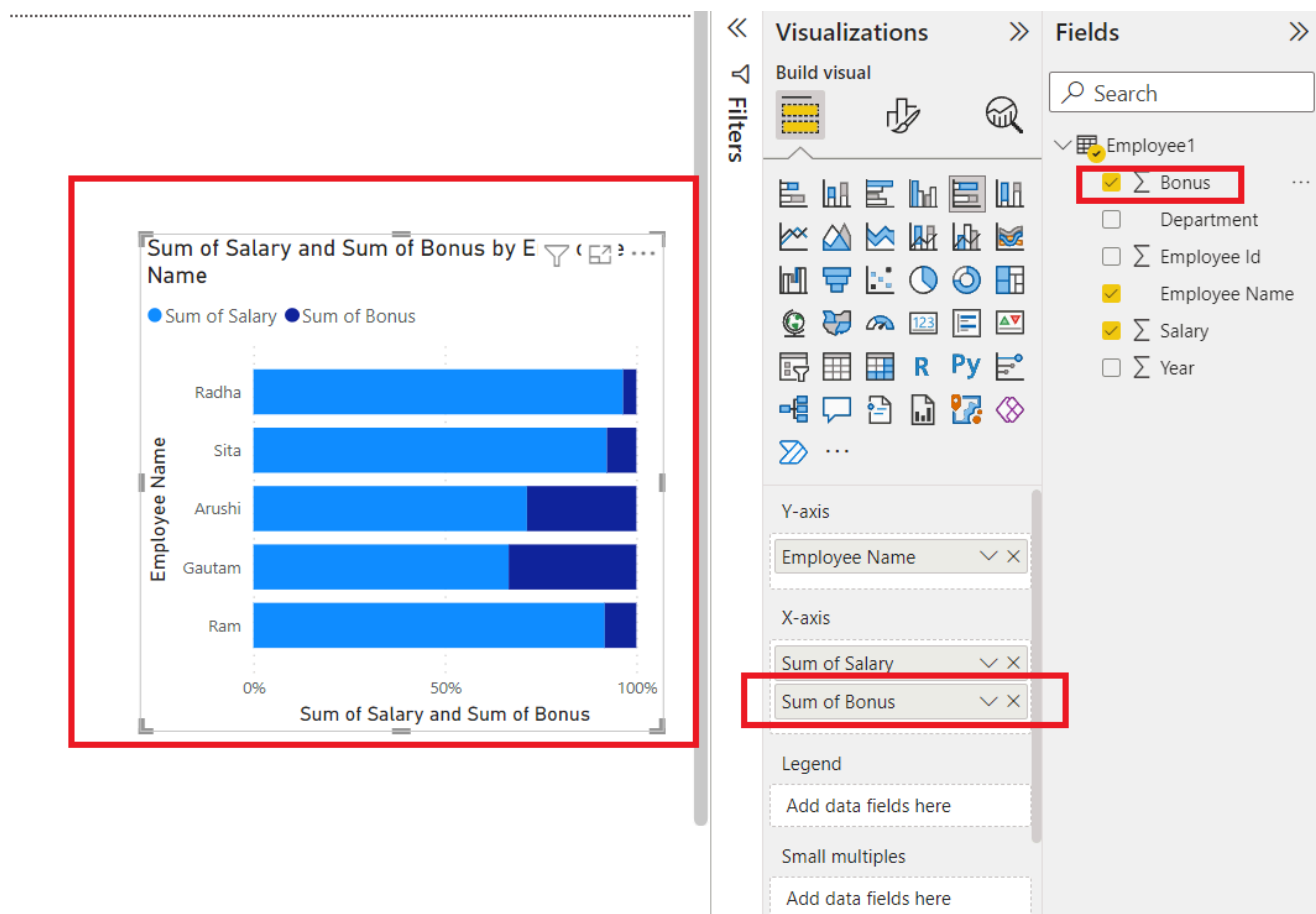 Sum of Salary and Sum of Bonus by E
Name
Sum of Salary Sum of Bonus
Employee Name
Radha
Sita
Arushi
Gautam
Ram
0% 50% 100%
Sum of Salary and Sum of Bonus
Filters
Visualizations
Build visual
123
R Py
Y-axis
Employee Name
X-axis
Sum of Salary
Sum of Bonus
Legend
Add data fields here
Small multiples
Add data fields here
Fields
Search
Employee1
Σ Bonus
Department
Σ Employee Id
Employee Name
Σ Salary
Σ Year